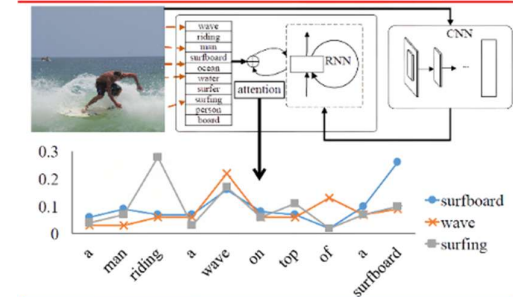 wave
riding
man
surfboard
ocean
water
surfer
surfing
person
board
attention
RNN
CNN
...
0.3
0.2
0.1
0
a
man
riding
a
wave
on
top
of
a
surfboard
surfboard
wave
surfing